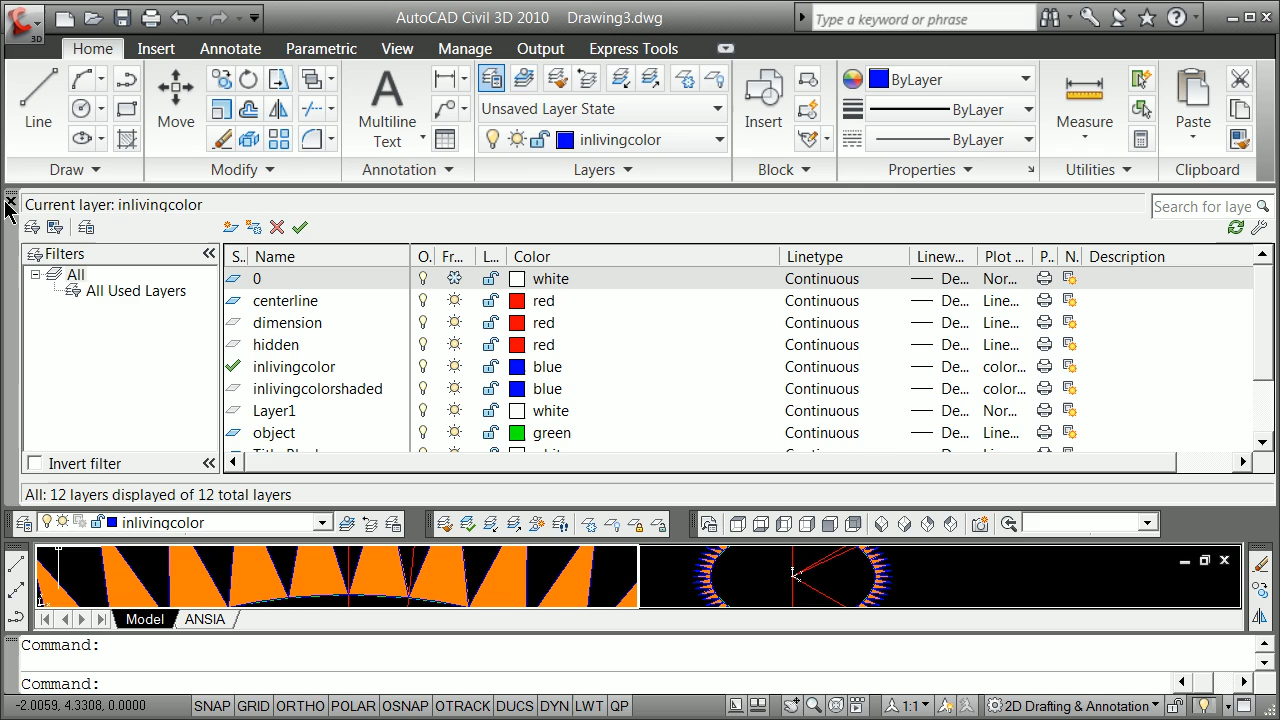 AutoCAD Civil 3D 2010 Drawing3.dwg
Type a keyword or phrase
3D
Home Insert Annotate Parametric View Manage Output Express Tools
Line
Move
Multiline
Text
Unsaved Layer State
inlivingcolor
Insert
ByLayer
ByLayer
ByLayer
Measure
Paste
Draw Modify Annotation Layers Block Properties Utilities Clipboard
Current layer: inlivingcolor
Search for laye
Filters
All
All Used Layers
Invert filter
S.. Name O. Fr... L... Color Linetype Linew... Plot ... P.. N. Description
0 white Continuous De... Nor...
centerline red Continuous De... Line...
dimension red Continuous De... Line...
hidden red Continuous De... Line...
inlivingcolor blue Continuous De... color...
inlivingcolorshaded blue Continuous De... color...
Layer1 white Continuous De... Nor...
object green Continuous De... Line...
All: 12 layers displayed of 12 total layers
inlivingcolor
Model ANSIA
Command:
Command:
-2.0059, 4.3308, 0.0000 SNAP GRID ORTHO POLAR OSNAP OTRACK DUCS DYN LWT QP 1:1 2D Drafting & Annotation